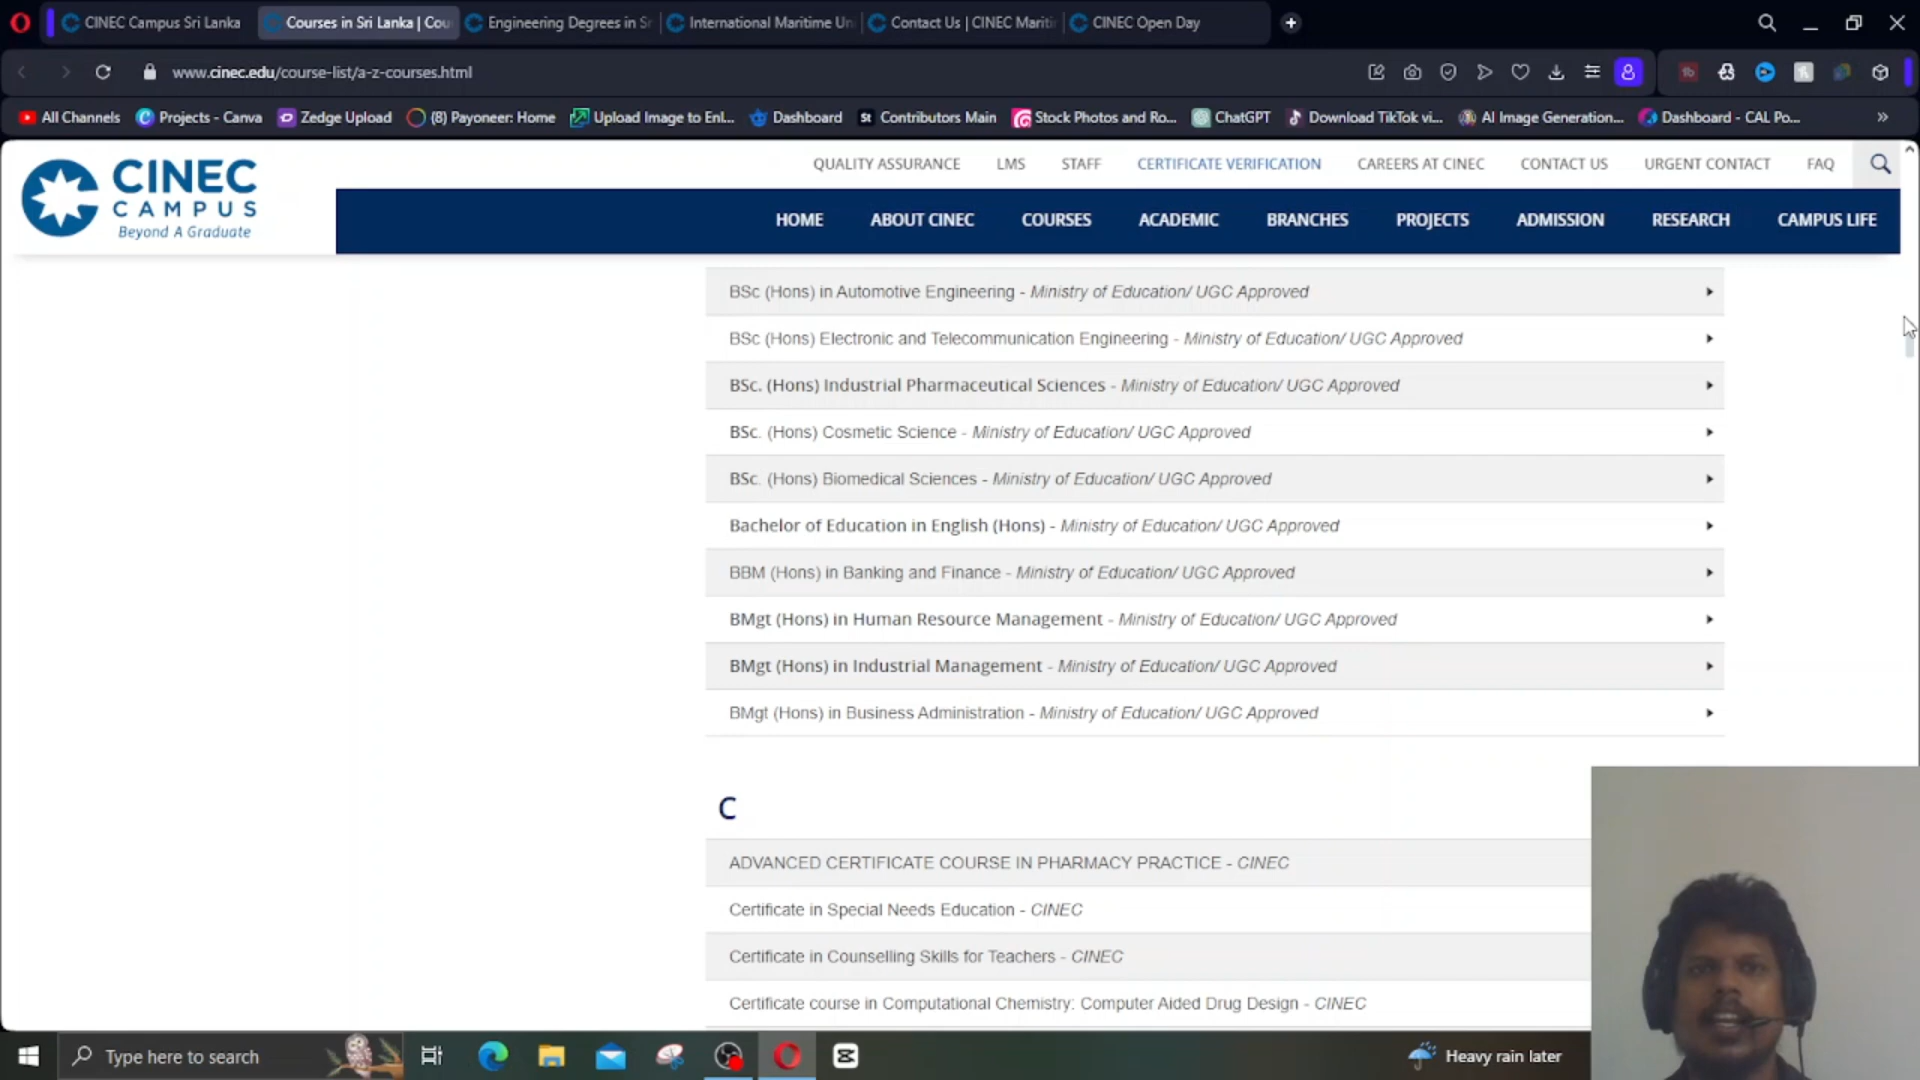 CINEC Campus Sri Lanka
Courses in Sri Lanka | Cou
Engineering Degrees in Sr
International Maritime Un
Contact Us | CINEC Mariti
CINEC Open Day
www.cinec.edu/course-list/a-z-courses.html
All Channels
Projects - Canva
Zedge Upload
(8) Payoneer: Home
Upload Image to Enl...
Dashboard
St Contributors Main
Stock Photos and Ro...
ChatGPT
Download TikTok vi...
AI Image Generation...
Dashboard - CAL Po...
CINEC
CAMPUS
Beyond A Graduate
QUALITY ASSURANCE
LMS
STAFF
CERTIFICATE VERIFICATION
CAREERS AT CINEC
CONTACT US
URGENT CONTACT
FAQ
HOME
ABOUT CINEC
COURSES
ACADEMIC
BRANCHES
PROJECTS
ADMISSION
RESEARCH
CAMPUS LIFE
BSc (Hons) in Automotive Engineering - Ministry of Education/ UGC Approved
BSc (Hons) Electronic and Telecommunication Engineering - Ministry of Education/ UGC Approved
BSc. (Hons) Industrial Pharmaceutical Sciences - Ministry of Education/ UGC Approved
BSc. (Hons) Cosmetic Science - Ministry of Education/ UGC Approved
BSc. (Hons) Biomedical Sciences - Ministry of Education/ UGC Approved
Bachelor of Education in English (Hons) - Ministry of Education/ UGC Approved
BBM (Hons) in Banking and Finance - Ministry of Education/ UGC Approved
BMgt (Hons) in Human Resource Management - Ministry of Education/ UGC Approved
BMgt (Hons) in Industrial Management - Ministry of Education/ UGC Approved
BMgt (Hons) in Business Administration - Ministry of Education/ UGC Approved
C
ADVANCED CERTIFICATE COURSE IN PHARMACY PRACTICE - CINEC
Certificate in Special Needs Education - CINEC
Certificate in Counselling Skills for Teachers - CINEC
Certificate course in Computational Chemistry: Computer Aided Drug Design - CINEC
Type here to search
Heavy rain later